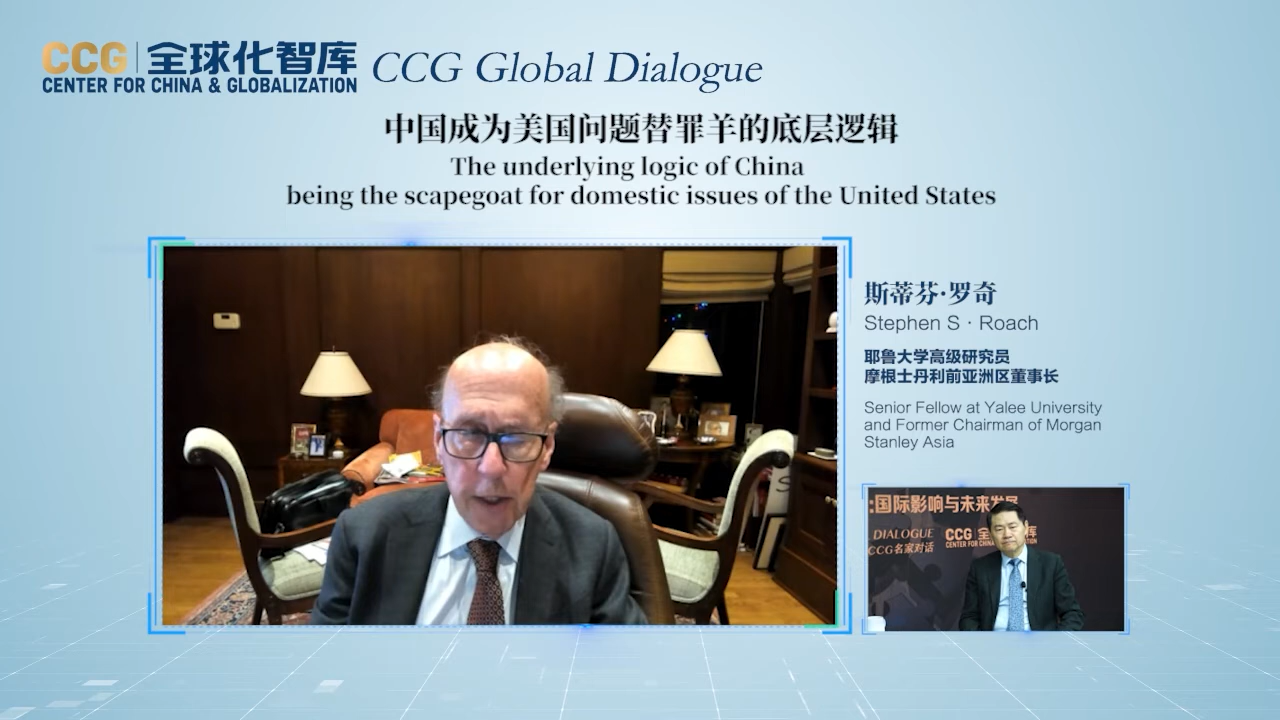 CCG 全球化智库
CENTER FOR CHINA & GLOBALIZATION
CCG Global Dialogue
中国成为美国问题替罪羊的底层逻辑
The underlying logic of China
being the scapegoat for domestic issues of the United States
斯蒂芬·罗奇
Stephen S · Roach
耶鲁大学高级研究员
摩根士丹利前亚洲区董事长
Senior Fellow at Yalee University
and Former Chairman of Morgan
Stanley Asia
:国际影响与未来发展
DIALOGUE
CCG名家对话
CCG
CENTER FOR CHINA